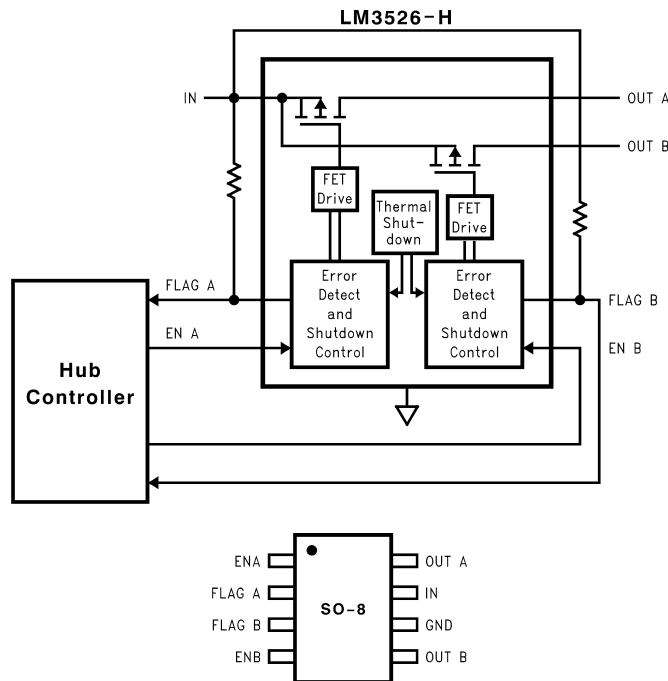 LM3526-H
IN
OUT A
OUT B
FET
Drive
Thermal
Shut-
down
FET
Drive
FLAG A
Error
Detect
and
Shutdown
Control
Error
Detect
and
Shutdown
Control
FLAG B
EN A
EN B
Hub
Controller
ENA
OUT A
FLAG A
IN
SO-8
FLAG B
GND
ENB
OUT B